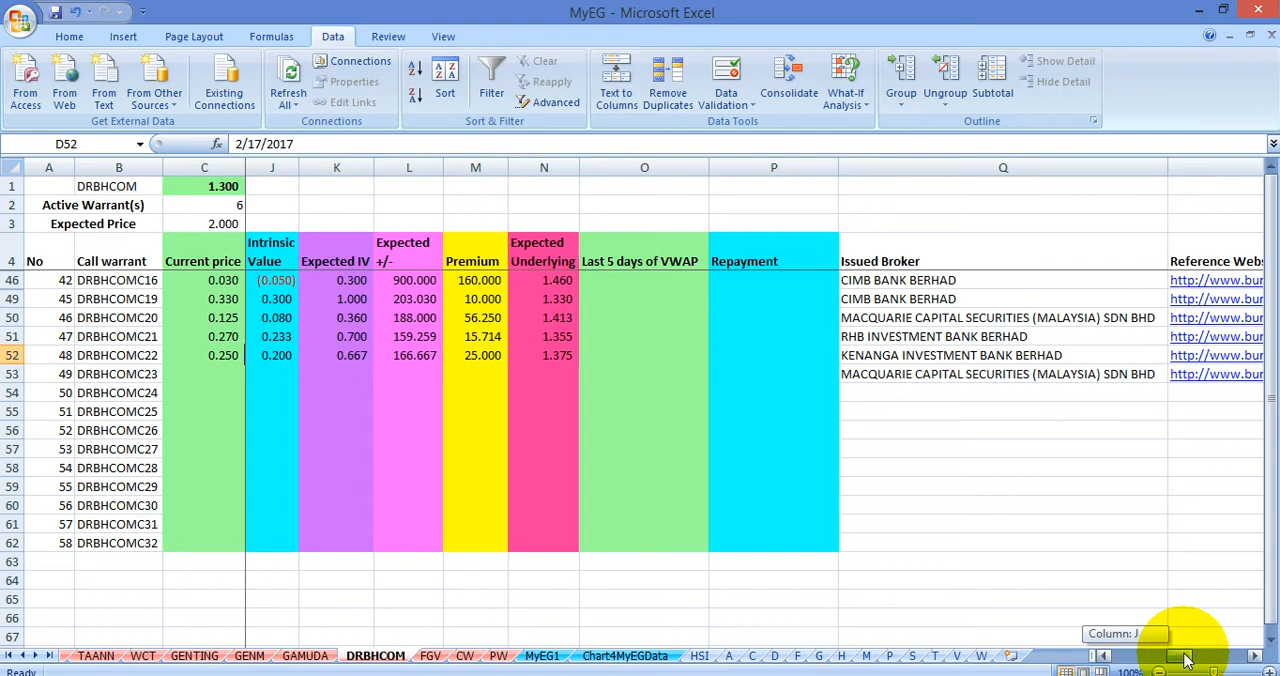 MyEG - Microsoft Excel
Home Insert Page Layout Formulas Data Review View
From Access From Web From Text From Other Sources Existing Connections Refresh All Connections Properties Edit Links Sort Filter Clear Reapply Advanced Text to Columns Remove Duplicates Data Validation Consolidate What-If Analysis Group Ungroup Subtotal Show Detail Hide Detail
Get External Data Connections Sort & Filter Data Tools Outline
D52 fx 2/17/2017
A B C J K L M N O P Q
1 DRBHCOM 1.300
2 Active Warrant(s) 6
3 Expected Price 2.000
4 No Call warrant Current price Intrinsic Value Expected IV Expected +/- Premium Expected Underlying Last 5 days of VWAP Repayment Issued Broker Reference Webs
46 42 DRBHCOMC16 0.030 (0.050) 0.300 900.000 160.000 1.460 CIMB BANK BERHAD http://www.bur
49 45 DRBHCOMC19 0.330 0.300 1.000 203.030 10.000 1.330 CIMB BANK BERHAD http://www.bur
50 46 DRBHCOMC20 0.125 0.080 0.360 188.000 56.250 1.413 MACQUARIE CAPITAL SECURITIES (MALAYSIA) SDN BHD http://www.bur
51 47 DRBHCOMC21 0.270 0.233 0.700 159.259 15.714 1.355 RHB INVESTMENT BANK BERHAD http://www.bur
52 48 DRBHCOMC22 0.250 0.200 0.667 166.667 25.000 1.375 KENANGA INVESTMENT BANK BERHAD http://www.bur
53 49 DRBHCOMC23 MACQUARIE CAPITAL SECURITIES (MALAYSIA) SDN BHD http://www.bur
54 50 DRBHCOMC24
55 51 DRBHCOMC25
56 52 DRBHCOMC26
57 53 DRBHCOMC27
58 54 DRBHCOMC28
59 55 DRBHCOMC29
60 56 DRBHCOMC30
61 57 DRBHCOMC31
62 58 DRBHCOMC32
63
64
65
66
67
Column: J
TAANN WCT GENTING GENM GAMUDA DRBHCOM FGV CW PW MyEG1 Chart4MyEGData HSI A C D F G H M P S T V W
Ready 100%